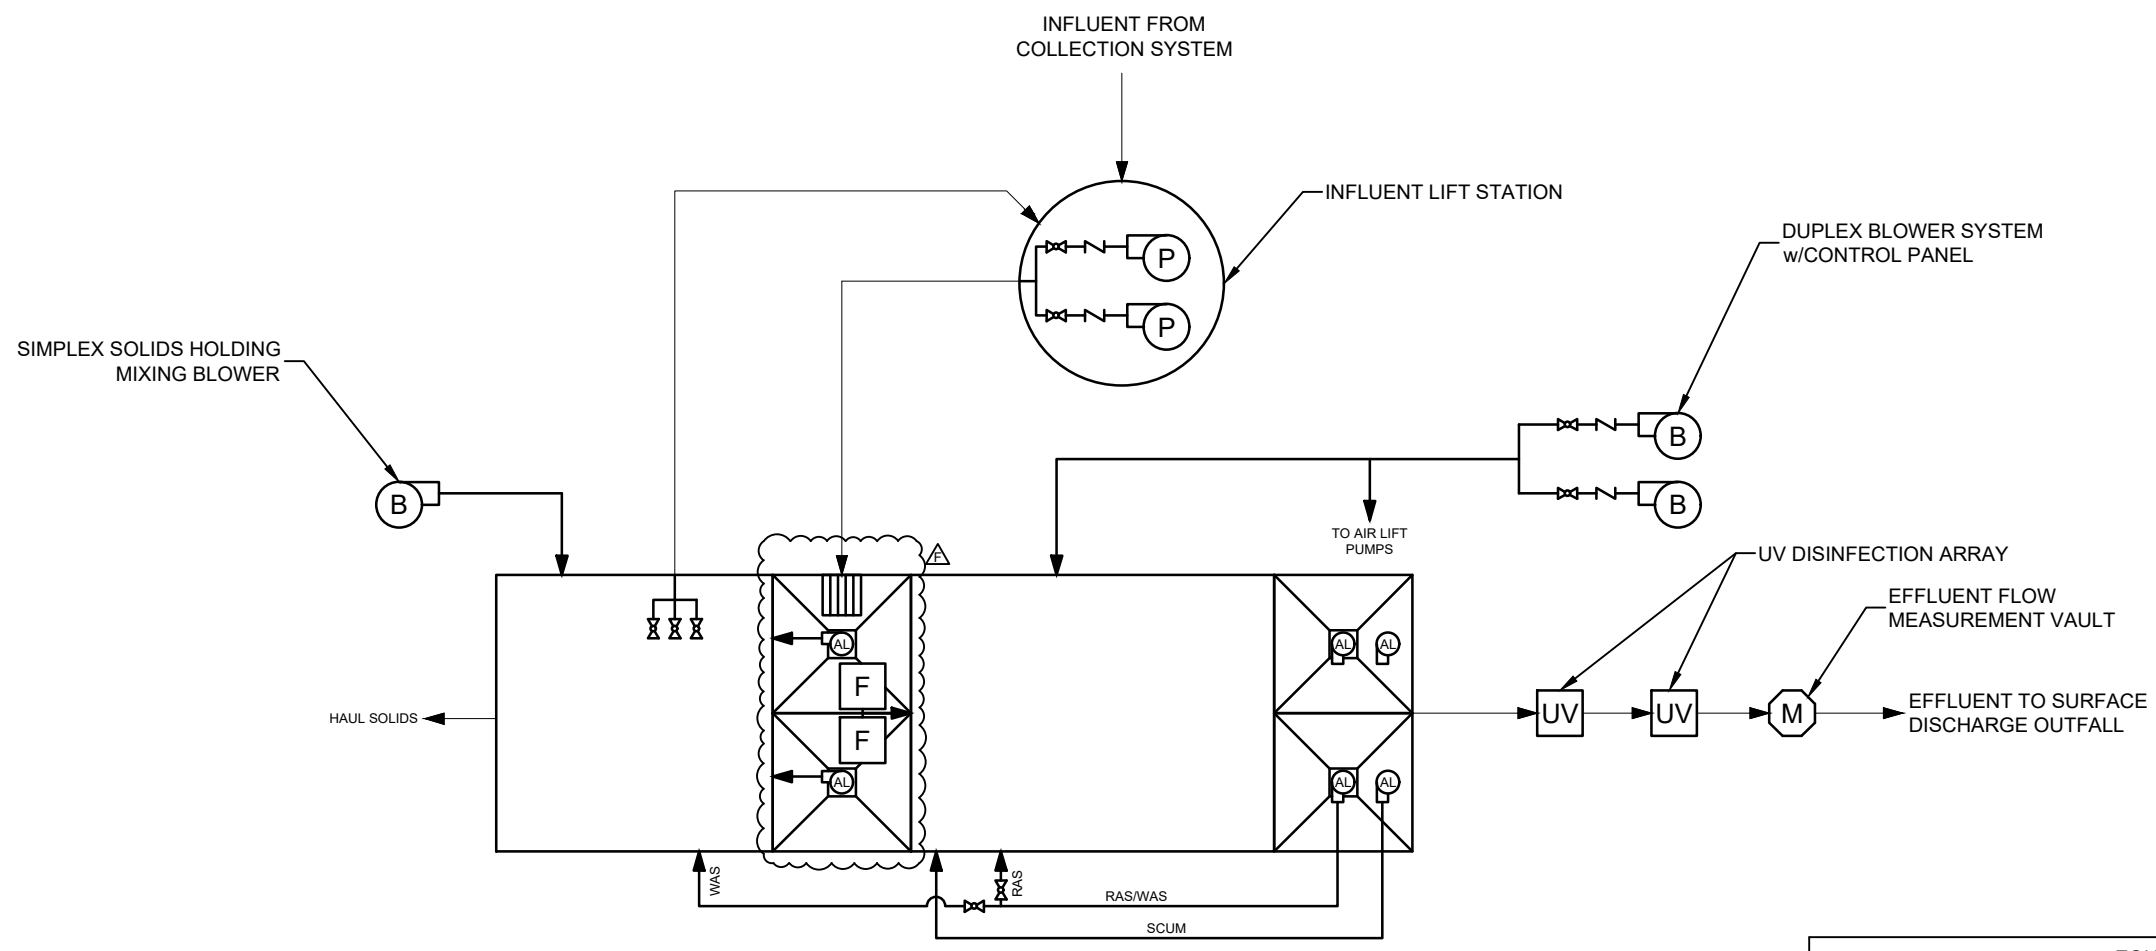 INFLUENT FROM
COLLECTION SYSTEM
INFLUENT LIFT STATION
P
P
DUPLEX BLOWER SYSTEM
w/CONTROL PANEL
SIMPLEX SOLIDS HOLDING
MIXING BLOWER
B
B
B
TO AIR LIFT
PUMPS
F
UV DISINFECTION ARRAY
EFFLUENT FLOW
MEASUREMENT VAULT
AL
AL
AL
F
F
HAUL SOLIDS
UV
UV
M
EFFLUENT TO SURFACE
DISCHARGE OUTFALL
AL
AL
AL
WAS
RAS
RAS/WAS
SCUM